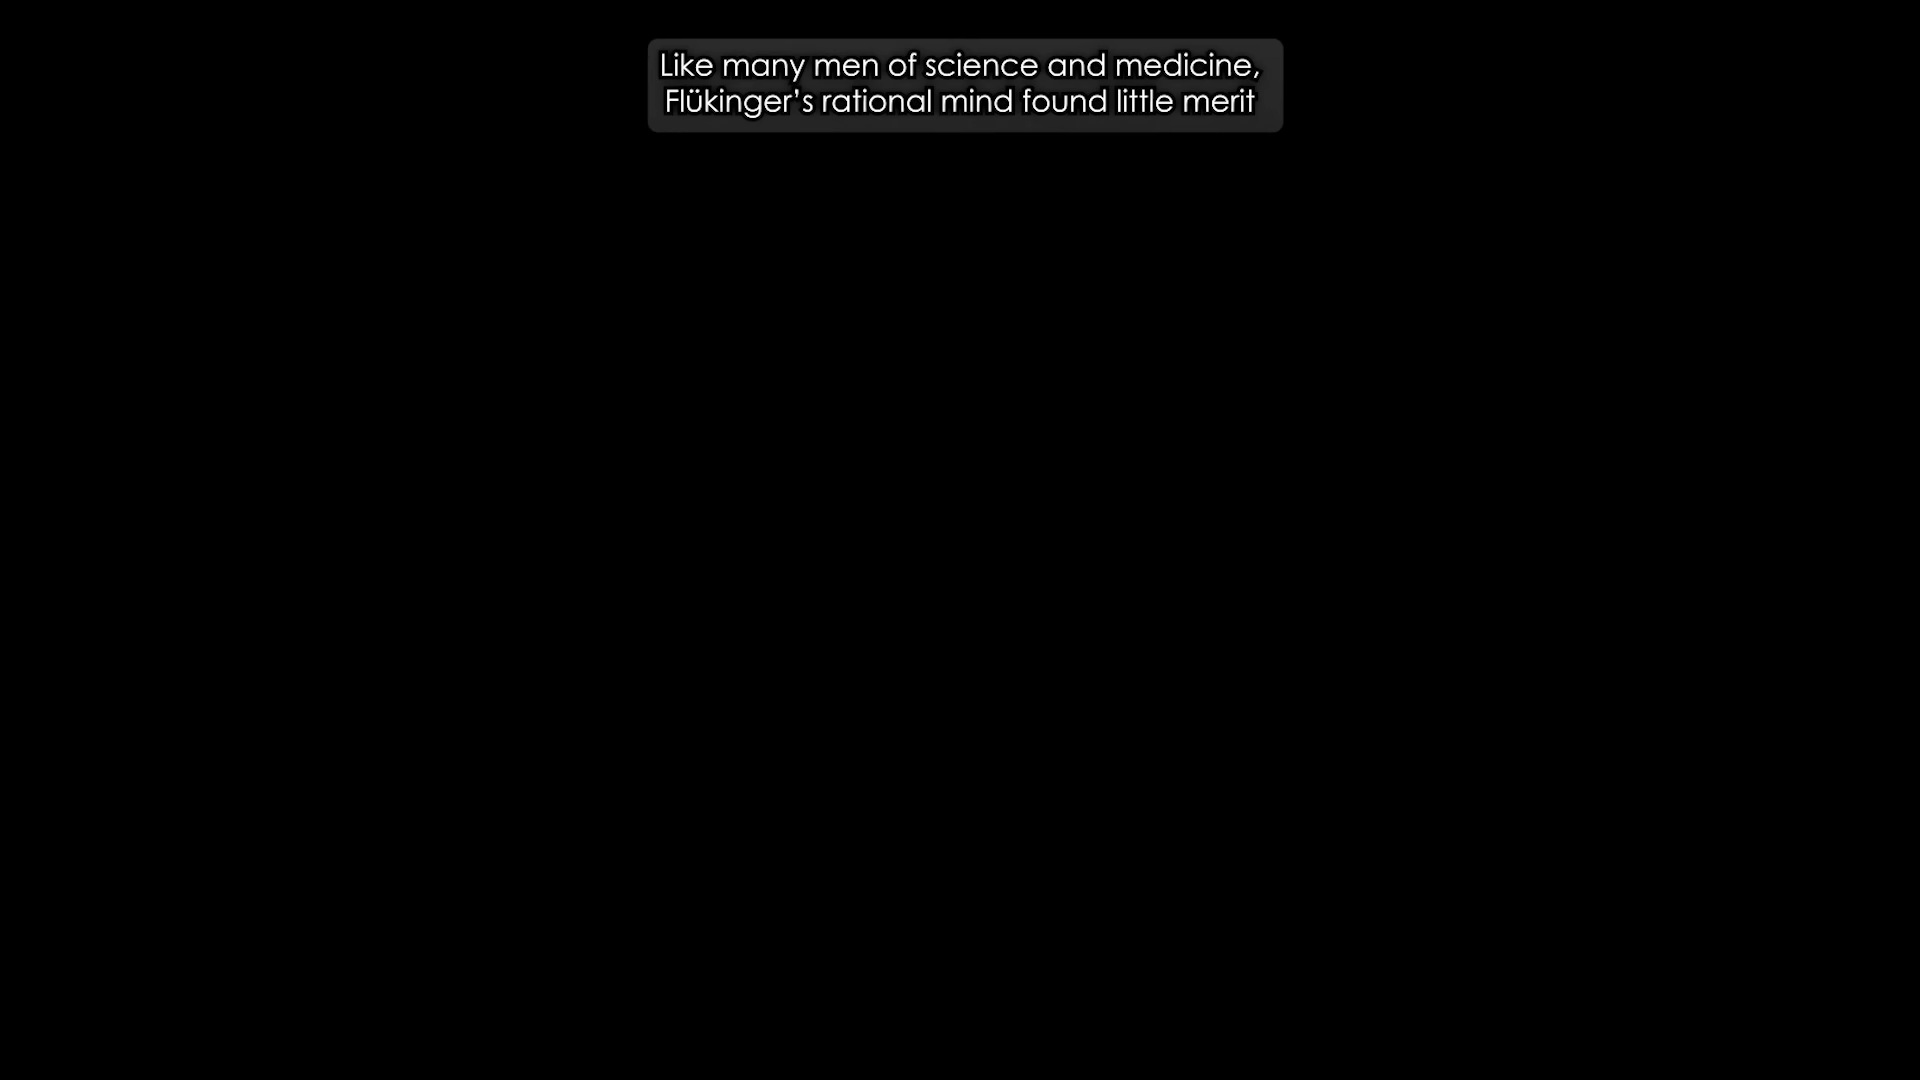 Like many men of science and medicine,
Flükinger’s rational mind found little merit